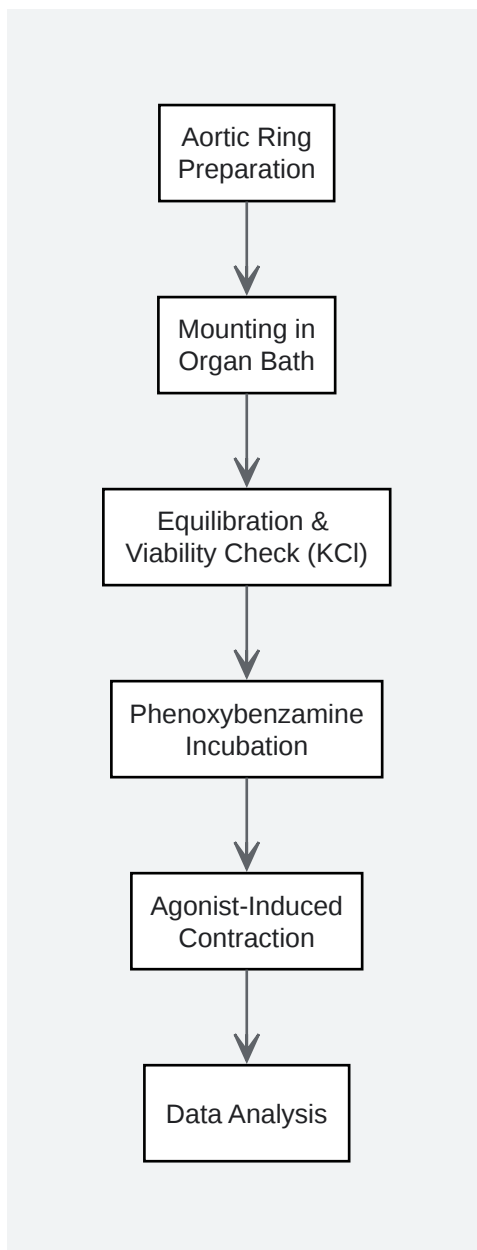 Aortic Ring
Preparation
Mounting in
Organ Bath
Equilibration &
Viability Check (KCl)
Phenoxybenzamine
Incubation
Agonist-Induced
Contraction
Data Analysis